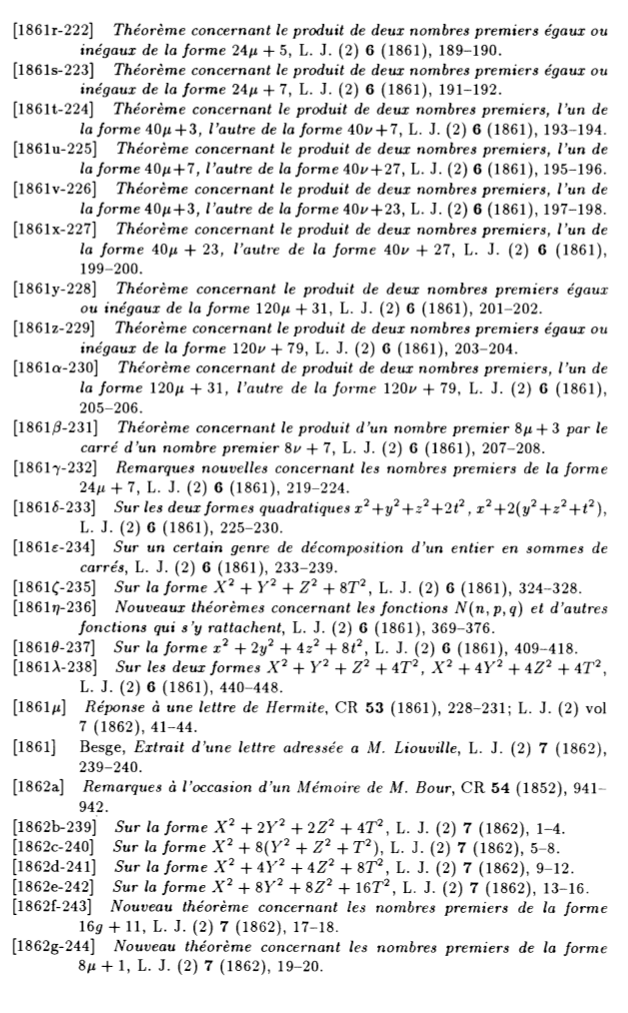 [1861r-222] Théorème concernant le produit de deux nombres premiers égaux ou
inégaux de la forme 24μ + 5, L. J. (2) 6 (1861), 189–190.
[1861s-223] Théorème concernant le produit de deux nombres premiers égaux ou
inégaux de la forme 24μ + 7, L. J. (2) 6 (1861), 191–192.
[1861t-224] Théorème concernant le produit de deux nombres premiers, l'un de
la forme 40μ+3, l'autre de la forme 40ν+7, L. J. (2) 6 (1861), 193–194.
[1861u-225] Théorème concernant le produit de deux nombres premiers, l'un de
la forme 40μ+7, l'autre de la forme 40ν+27, L. J. (2) 6 (1861), 195–196.
[1861v-226] Théorème concernant le produit de deux nombres premiers, l'un de
la forme 40μ+3, l'autre de la forme 40ν+23, L. J. (2) 6 (1861), 197–198.
[1861x-227] Théorème concernant le produit de deux nombres premiers, l'un de
la forme 40μ + 23, l'autre de la forme 40ν + 27, L. J. (2) 6 (1861),
199–200.
[1861y-228] Théorème concernant le produit de deux nombres premiers égaux
ou inégaux de la forme 120μ + 31, L. J. (2) 6 (1861), 201–202.
[1861z-229] Théorème concernant le produit de deux nombres premiers égaux ou
inégaux de la forme 120ν + 79, L. J. (2) 6 (1861), 203–204.
[1861α-230] Théorème concernant de produit de deux nombres premiers, l'un de
la forme 120μ + 31, l'autre de la forme 120ν + 79, L. J. (2) 6 (1861),
205–206.
[1861β-231] Théorème concernant le produit d'un nombre premier 8μ + 3 par le
carré d'un nombre premier 8ν + 7, L. J. (2) 6 (1861), 207–208.
[1861γ-232] Remarques nouvelles concernant les nombres premiers de la forme
24μ + 7, L. J. (2) 6 (1861), 219–224.
[1861δ-233] Sur les deux formes quadratiques x²+y²+z²+2t², x²+2(y²+z²+t²),
L. J. (2) 6 (1861), 225–230.
[1861ε-234] Sur un certain genre de décomposition d'un entier en sommes de
carrés, L. J. (2) 6 (1861), 233–239.
[1861ζ-235] Sur la forme X² + Y² + Z² + 8T², L. J. (2) 6 (1861), 324–328.
[1861η-236] Nouveaux théorèmes concernant les fonctions N(n, p, q) et d'autres
fonctions qui s'y rattachent, L. J. (2) 6 (1861), 369–376.
[1861θ-237] Sur la forme x² + 2y² + 4z² + 8t², L. J. (2) 6 (1861), 409–418.
[1861λ-238] Sur les deux formes X² + Y² + Z² + 4T², X² + 4Y² + 4Z² + 4T²,
L. J. (2) 6 (1861), 440–448.
[1861μ] Réponse à une lettre de Hermite, CR 53 (1861), 228–231; L. J. (2) vol
7 (1862), 41–44.
[1861] Besge, Extrait d'une lettre adressée a M. Liouville, L. J. (2) 7 (1862),
239–240.
[1862a] Remarques à l'occasion d'un Mémoire de M. Bour, CR 54 (1852), 941–
942.
[1862b-239] Sur la forme X² + 2Y² + 2Z² + 4T², L. J. (2) 7 (1862), 1–4.
[1862c-240] Sur la forme X² + 8(Y² + Z² + T²), L. J. (2) 7 (1862), 5–8.
[1862d-241] Sur la forme X² + 4Y² + 4Z² + 8T², L. J. (2) 7 (1862), 9–12.
[1862e-242] Sur la forme X² + 8Y² + 8Z² + 16T², L. J. (2) 7 (1862), 13–16.
[1862f-243] Nouveau théorème concernant les nombres premiers de la forme
16g + 11, L. J. (2) 7 (1862), 17–18.
[1862g-244] Nouveau théorème concernant les nombres premiers de la forme
8μ + 1, L. J. (2) 7 (1862), 19–20.